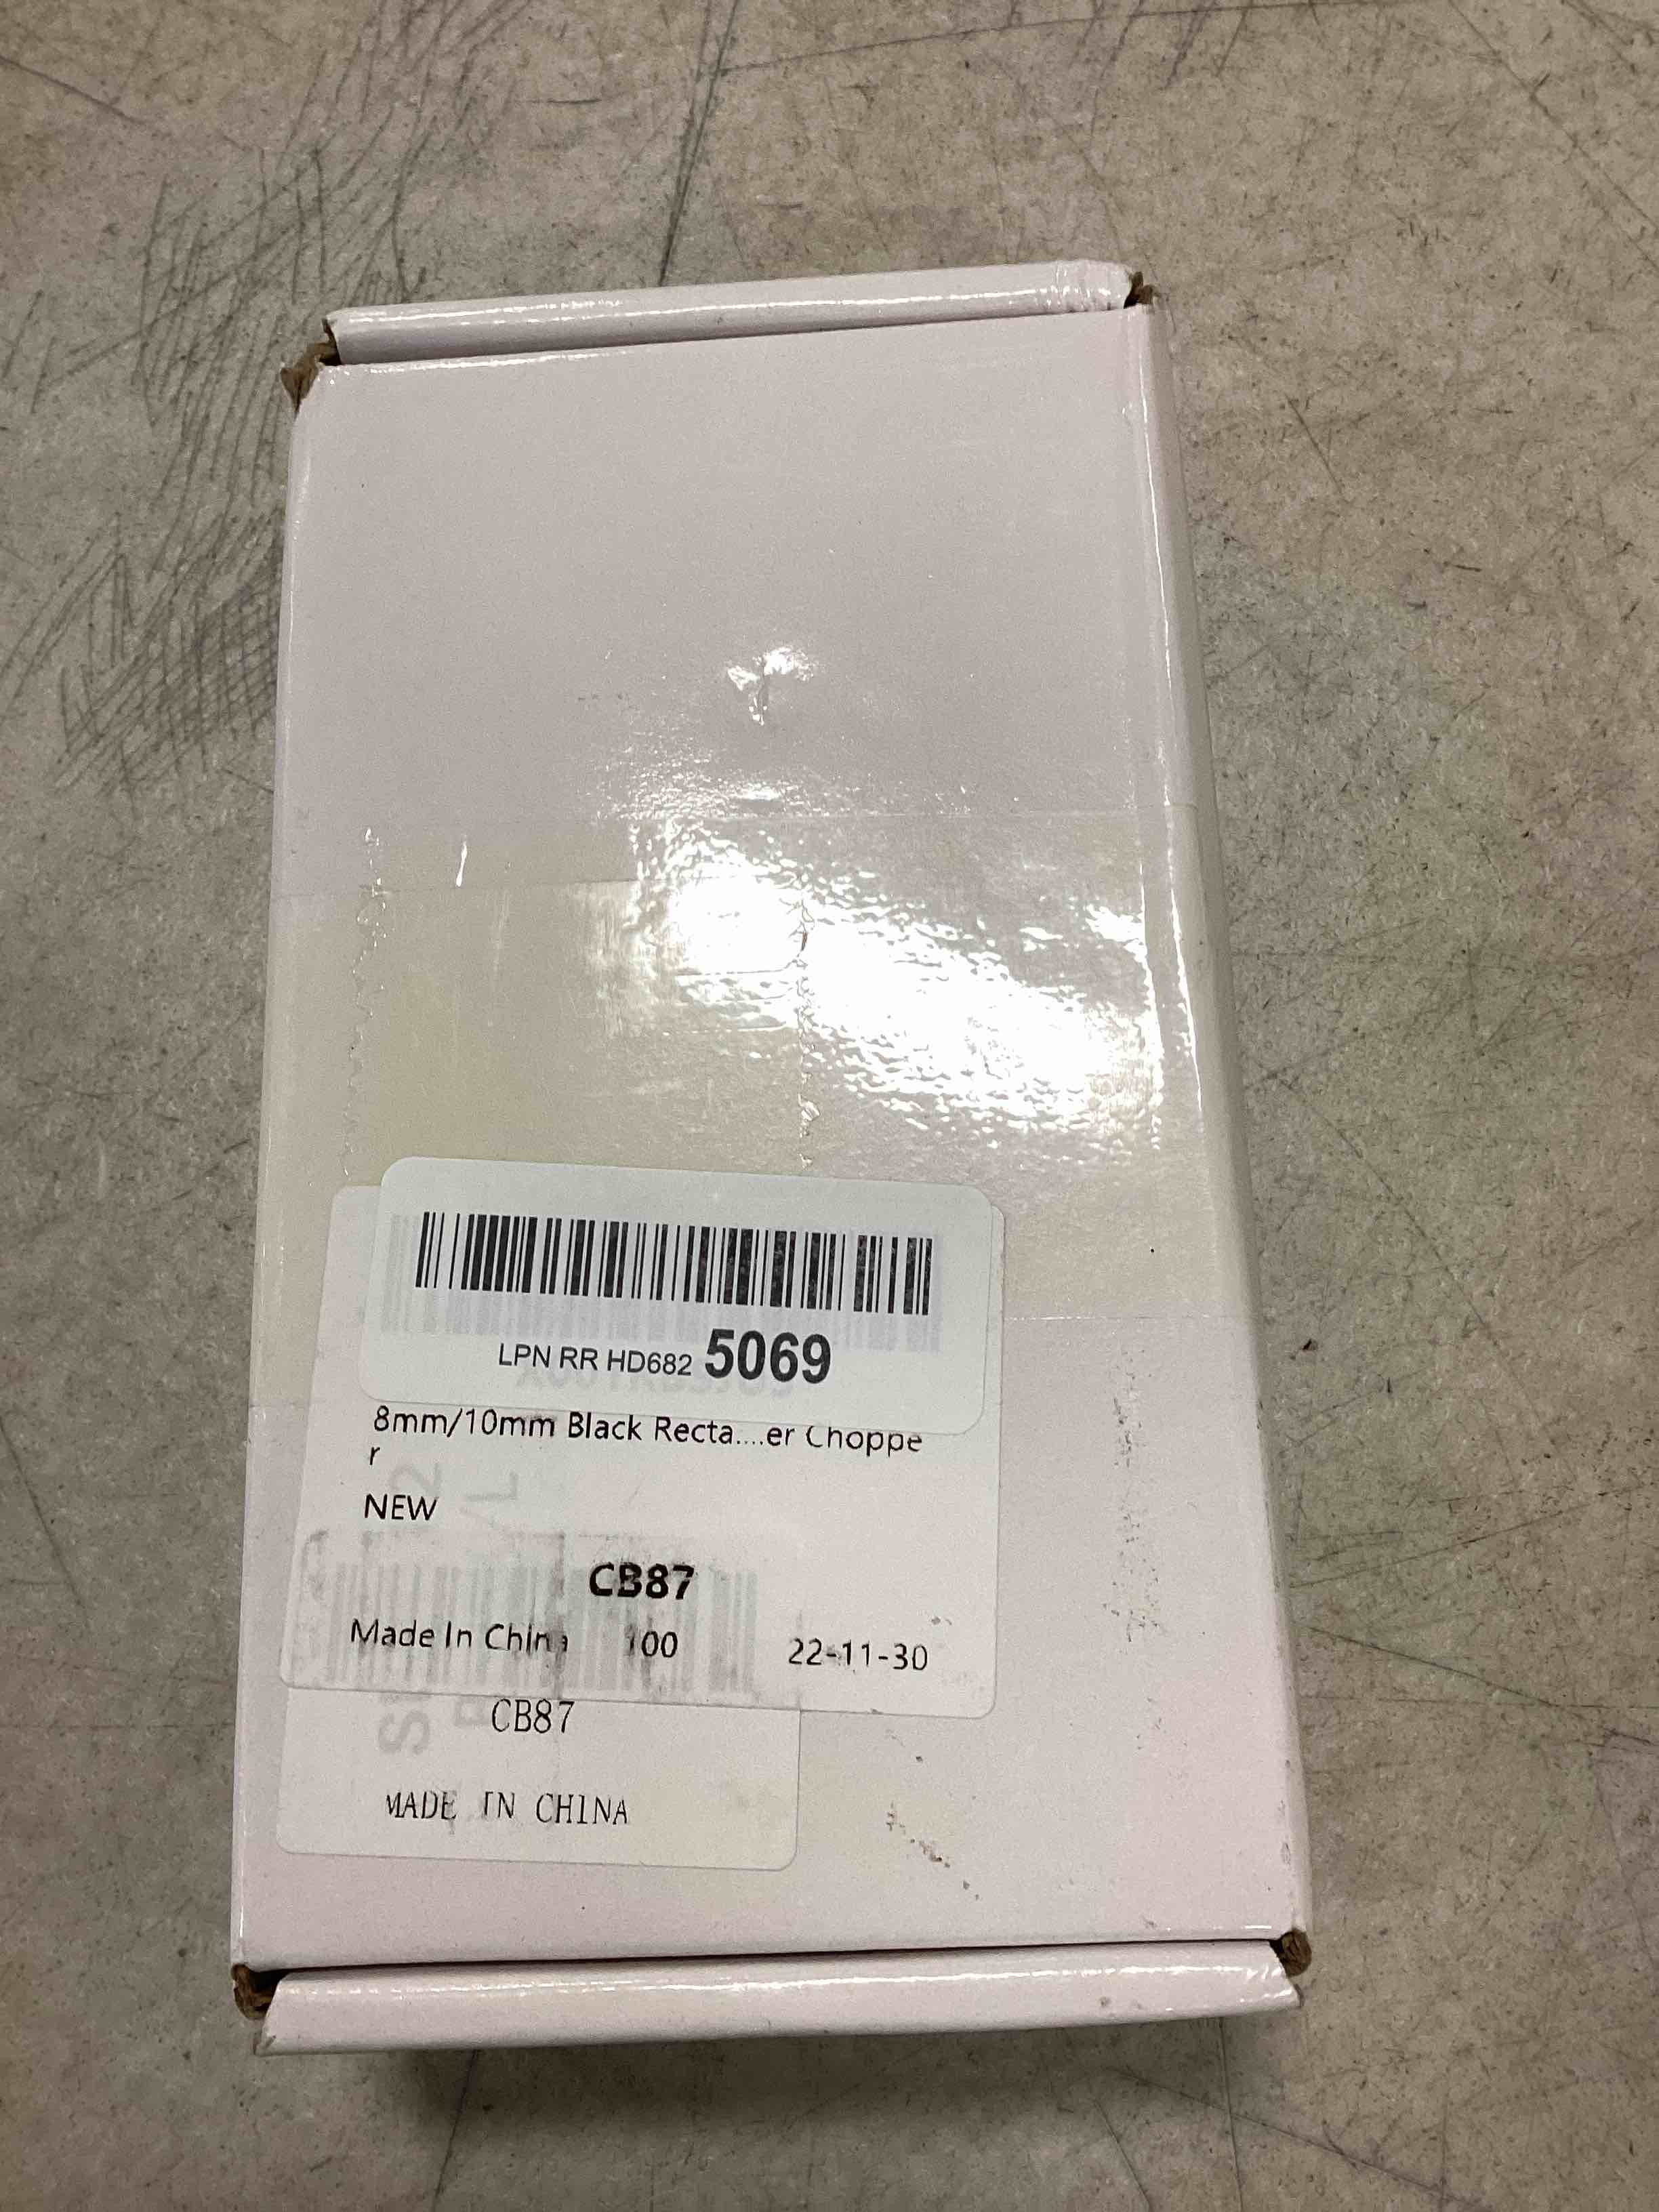 LPN RR HD682 5069
8mm/10mm Black Recta....er Choppe
r
NEW
CB87
Made In China 100 22-11-30
CB87
MADE IN CHINA